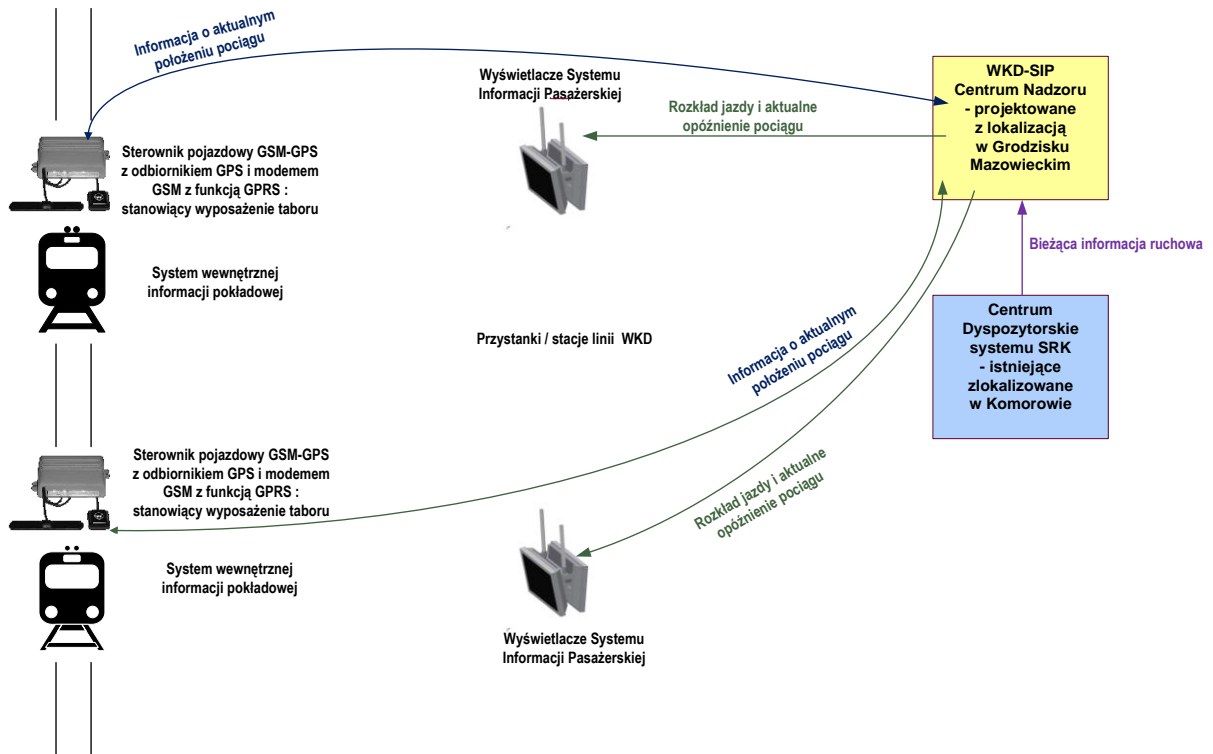 Informacja o aktualnym
położeniu pociągu
Wyświetlacze Systemu
Informacji Pasażerskiej
Rozkład jazdy i aktualne
opóźnienie pociągu
WKD-SIP
Centrum Nadzoru
- projektowane
z lokalizacją
w Grodzisku
Mazowieckim
Sterownik pojazdowy GSM-GPS
z odbiornikiem GPS i modemem
GSM z funkcją GPRS :
stanowiący wyposażenie taboru
System wewnętrznej
informacji pokładowej
Bieżąca informacja ruchowa
Centrum
Dyspozytorskie
systemu SRK
- istniejące
zlokalizowane
w Komorowie
Przystanki / stacje linii WKD
Informacja o aktualnym
położeniu pociągu
Sterownik pojazdowy GSM-GPS
z odbiornikiem GPS i modemem
GSM z funkcją GPRS :
stanowiący wyposażenie taboru
Rozkład jazdy i aktualne
opóźnienie pociągu
System wewnętrznej
informacji pokładowej
Wyświetlacze Systemu
Informacji Pasażerskiej